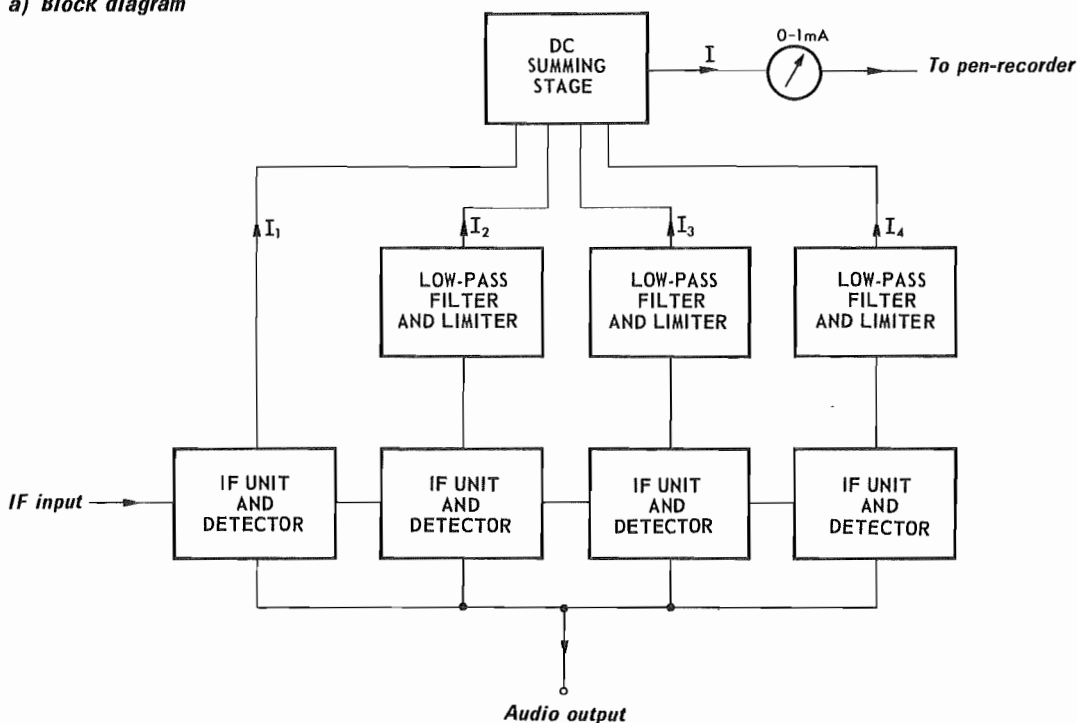 a) Block diagram
DC
SUMMING
STAGE
I
0-1mA
To pen-recorder
I₁
I₂
I₃
I₄
LOW-PASS
FILTER
AND LIMITER
LOW-PASS
FILTER
AND LIMITER
LOW-PASS
FILTER
AND LIMITER
IF input
IF UNIT
AND
DETECTOR
IF UNIT
AND
DETECTOR
IF UNIT
AND
DETECTOR
IF UNIT
AND
DETECTOR
Audio output